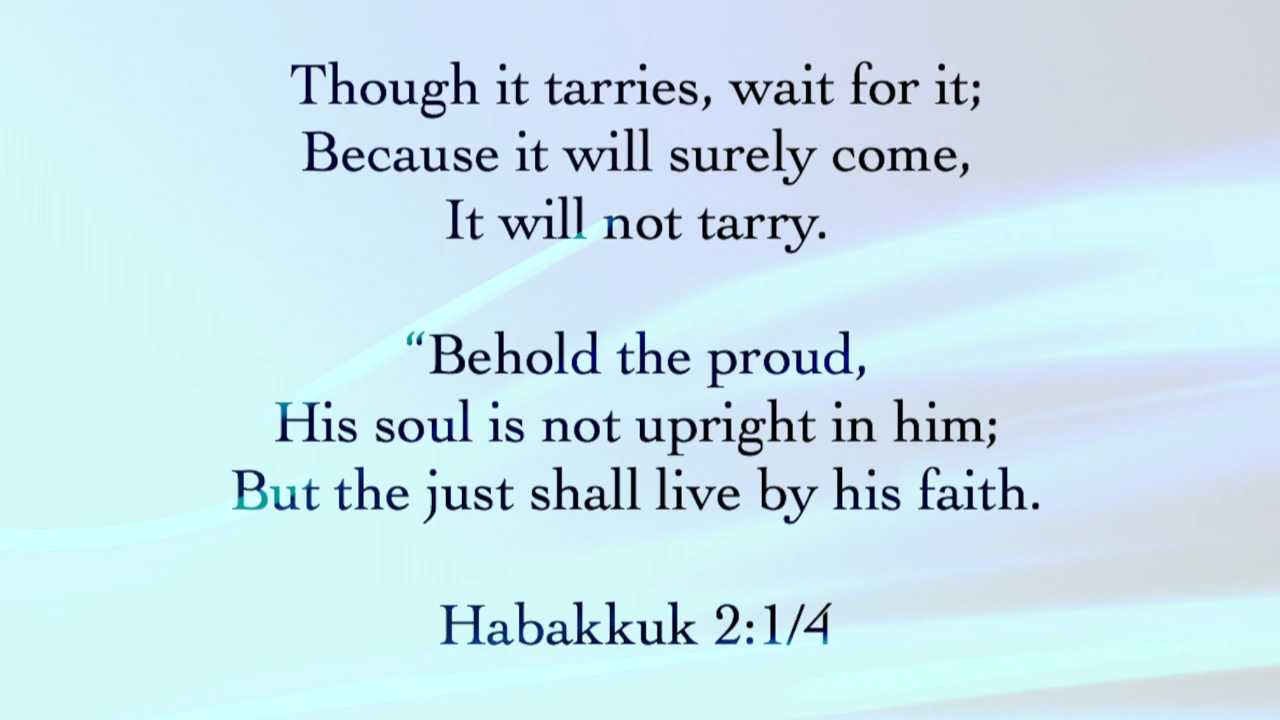 Though it tarries, wait for it;
Because it will surely come,
It will not tarry.
“Behold the proud,
His soul is not upright in him;
But the just shall live by his faith.
Habakkuk 2:1/4